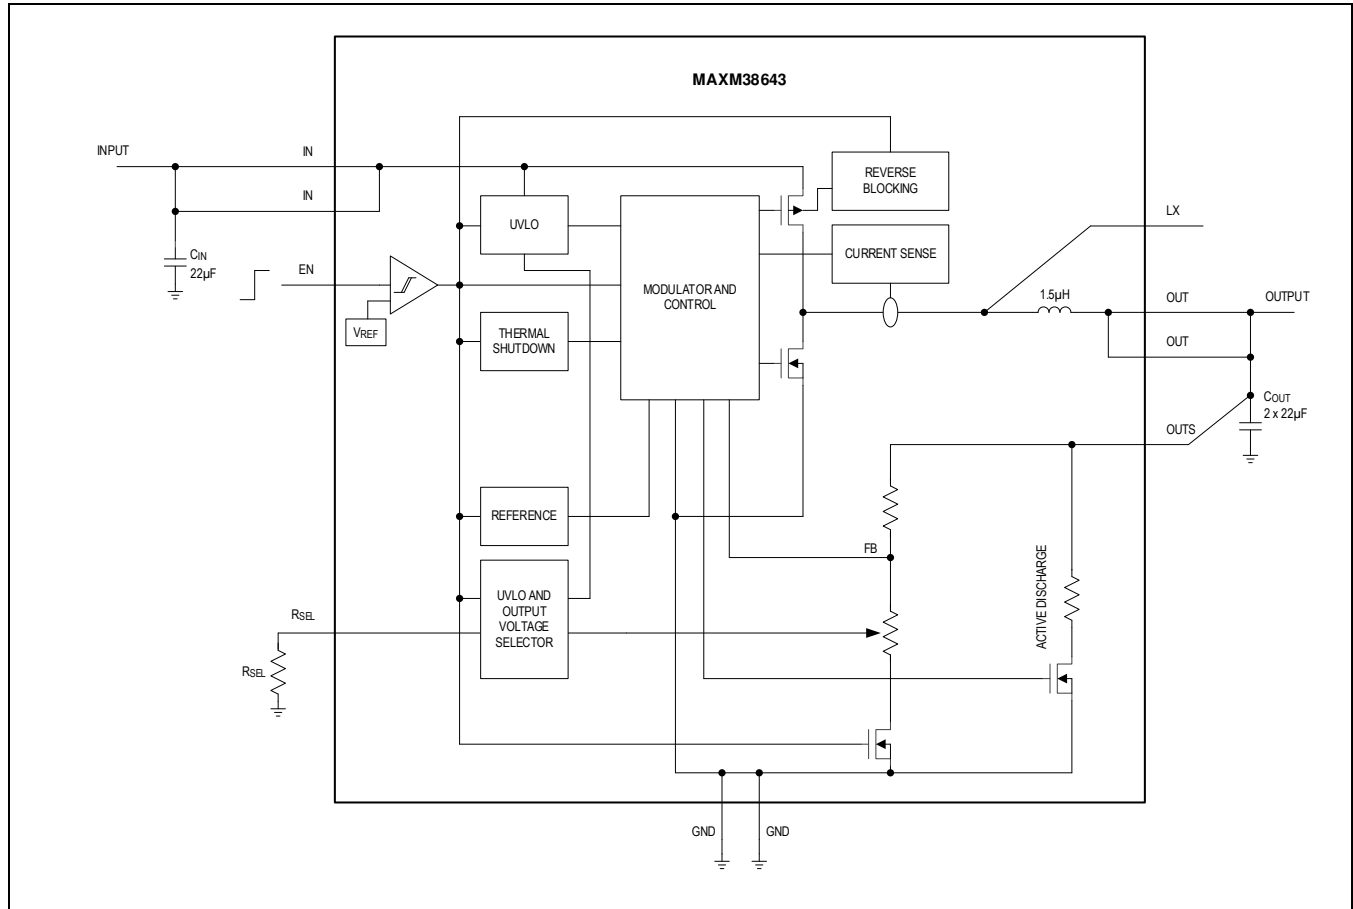 MAXM38643
INPUT
IN
IN
REVERSE
BLOCKING
UVLO
LX
CIN
22µF
EN
CURRENT SENSE
MODULATOR AND
CONTROL
1.5µH
OUT
OUTPUT
VREF
THERMAL
SHUTDOWN
OUT
COUT
2 x 22µF
OUTS
REFERENCE
FB
ACTIVE DISCHARGE
UVLO AND
OUTPUT
VOLTAGE
SELECTOR
RSEL
RSEL
GND
GND